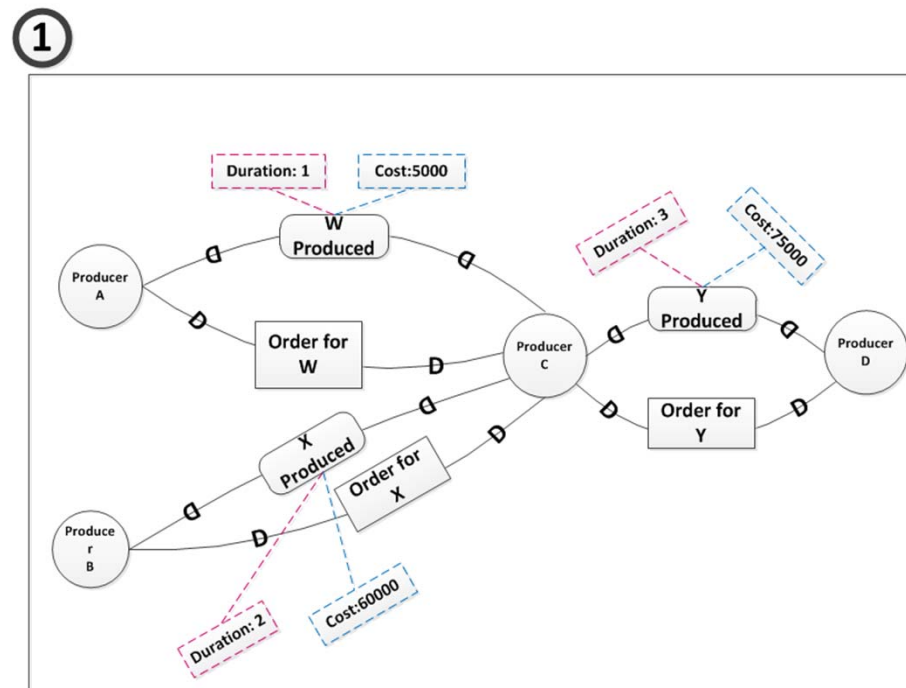 1
Duration: 1
Cost:5000
W
Produced
D
D
Producer
A
D
Order for
W
D
Duration: 3
Cost:75000
Y
Produced
D
D
Producer
C
Producer
D
D
Order for
Y
D
X
Produced
D
D
Order for
X
D
D
Produce
r
B
Duration: 2
Cost:60000